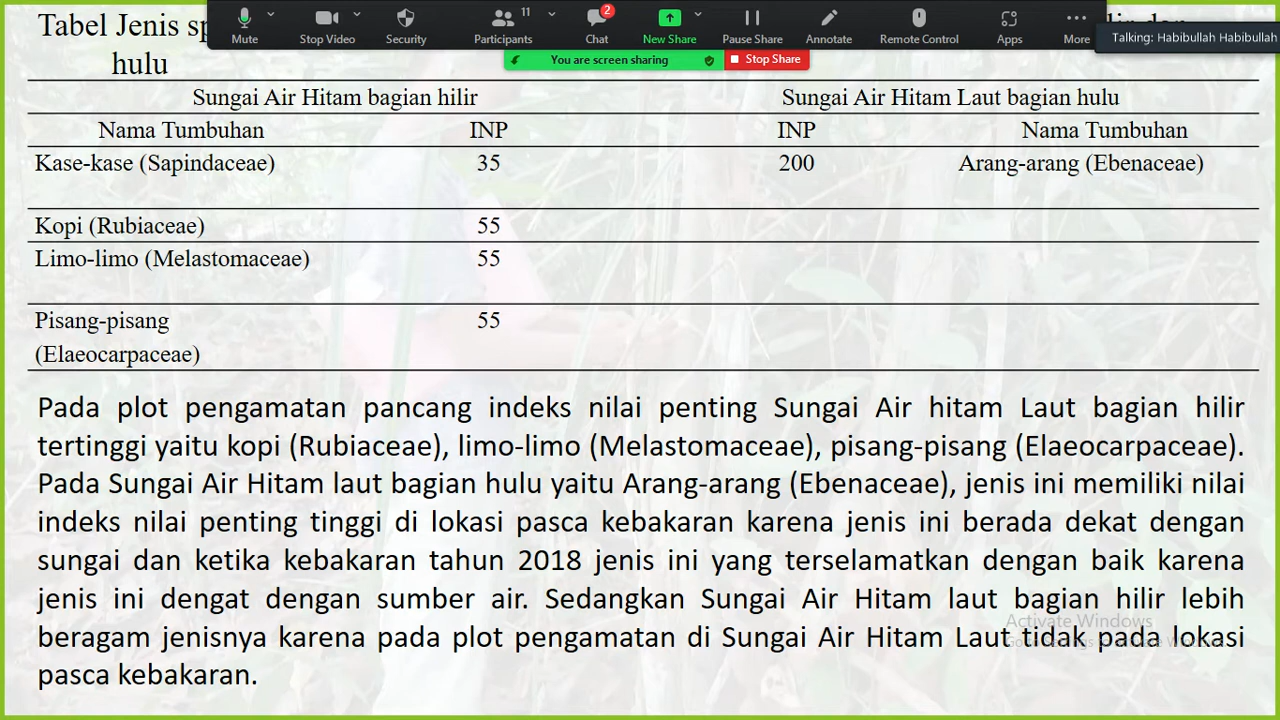 Tabel Jenis
hulu
Mute
Stop Video
Security
Participants 11
Chat 2
New Share
Pause Share
Annotate
Remote Control
Apps
More
Talking: Habibullah Habibullah
You are screen sharing
Stop Share
Sungai Air Hitam bagian hilir Sungai Air Hitam Laut bagian hulu
Nama Tumbuhan INP INP Nama Tumbuhan
Kase-kase (Sapindaceae) 35 200 Arang-arang (Ebenaceae)
Kopi (Rubiaceae) 55
Limo-limo (Melastomaceae) 55
Pisang-pisang 55
(Elaeocarpaceae)
Pada plot pengamatan pancang indeks nilai penting Sungai Air hitam Laut bagian hilir
tertinggi yaitu kopi (Rubiaceae), limo-limo (Melastomaceae), pisang-pisang (Elaeocarpaceae).
Pada Sungai Air Hitam laut bagian hulu yaitu Arang-arang (Ebenaceae), jenis ini memiliki nilai
indeks nilai penting tinggi di lokasi pasca kebakaran karena jenis ini berada dekat dengan
sungai dan ketika kebakaran tahun 2018 jenis ini yang terselamatkan dengan baik karena
jenis ini dengat dengan sumber air. Sedangkan Sungai Air Hitam laut bagian hilir lebih
Activate Windows
beragam jenisnya karena pada plot pengamatan di Sungai Air Hitam Laut tidak pada lokasi
pasca kebakaran.